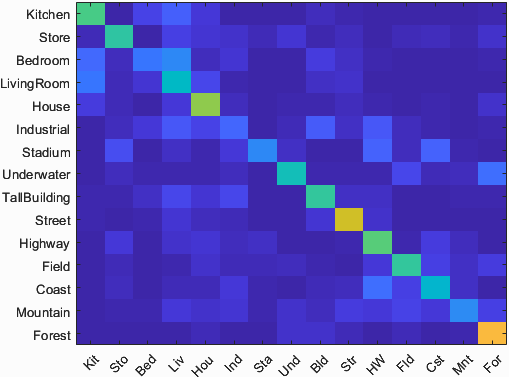 Kitchen
Store
Bedroom
LivingRoom
House
Industrial
Stadium
Underwater
TallBuilding
Street
Highway
Field
Coast
Mountain
Forest
Kit Sto Bed Liv Hou Ind Sta Und Bld Str HW Fld Cst Mnt For